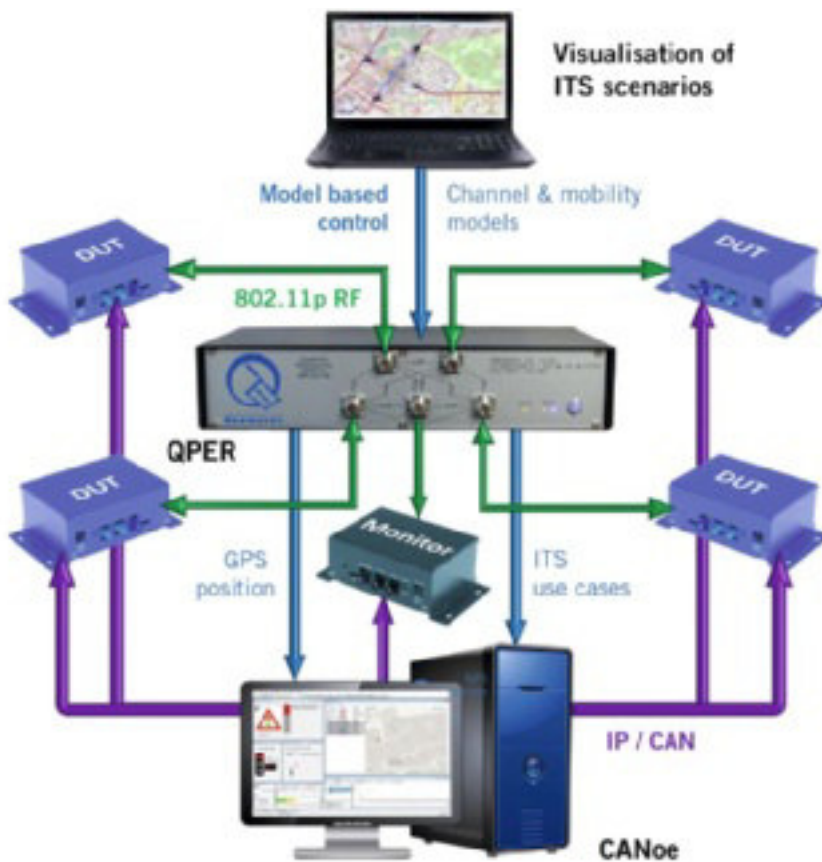 Visualisation of
ITS scenarios
Model based
control
Channel & mobility
models
DUT
DUT
802.11p RF
QPER
DUT
DUT
Monitor
GPS
position
ITS
use cases
IP / CAN
CANoe